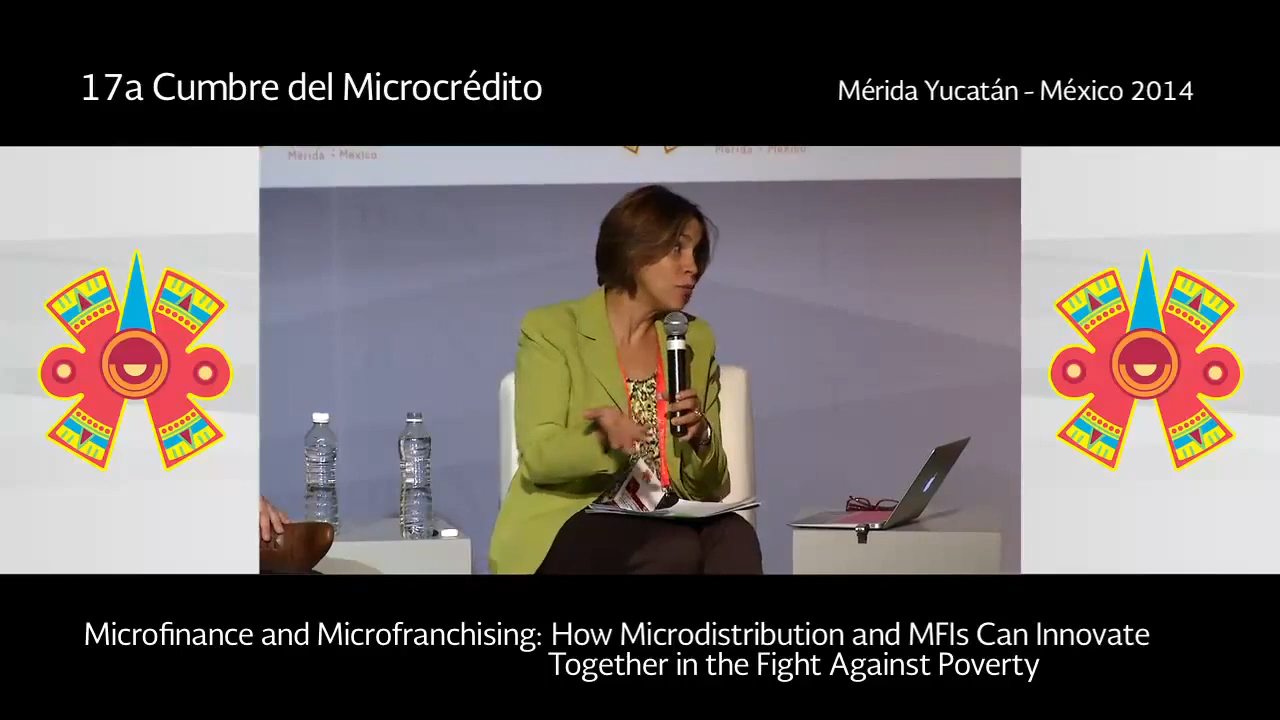 17a Cumbre del Microcrédito
Mérida Yucatán - México 2014
Mérida - México
Mérida - México
Microfinance and Microfranchising: How Microdistribution and MFIs Can Innovate
Together in the Fight Against Poverty